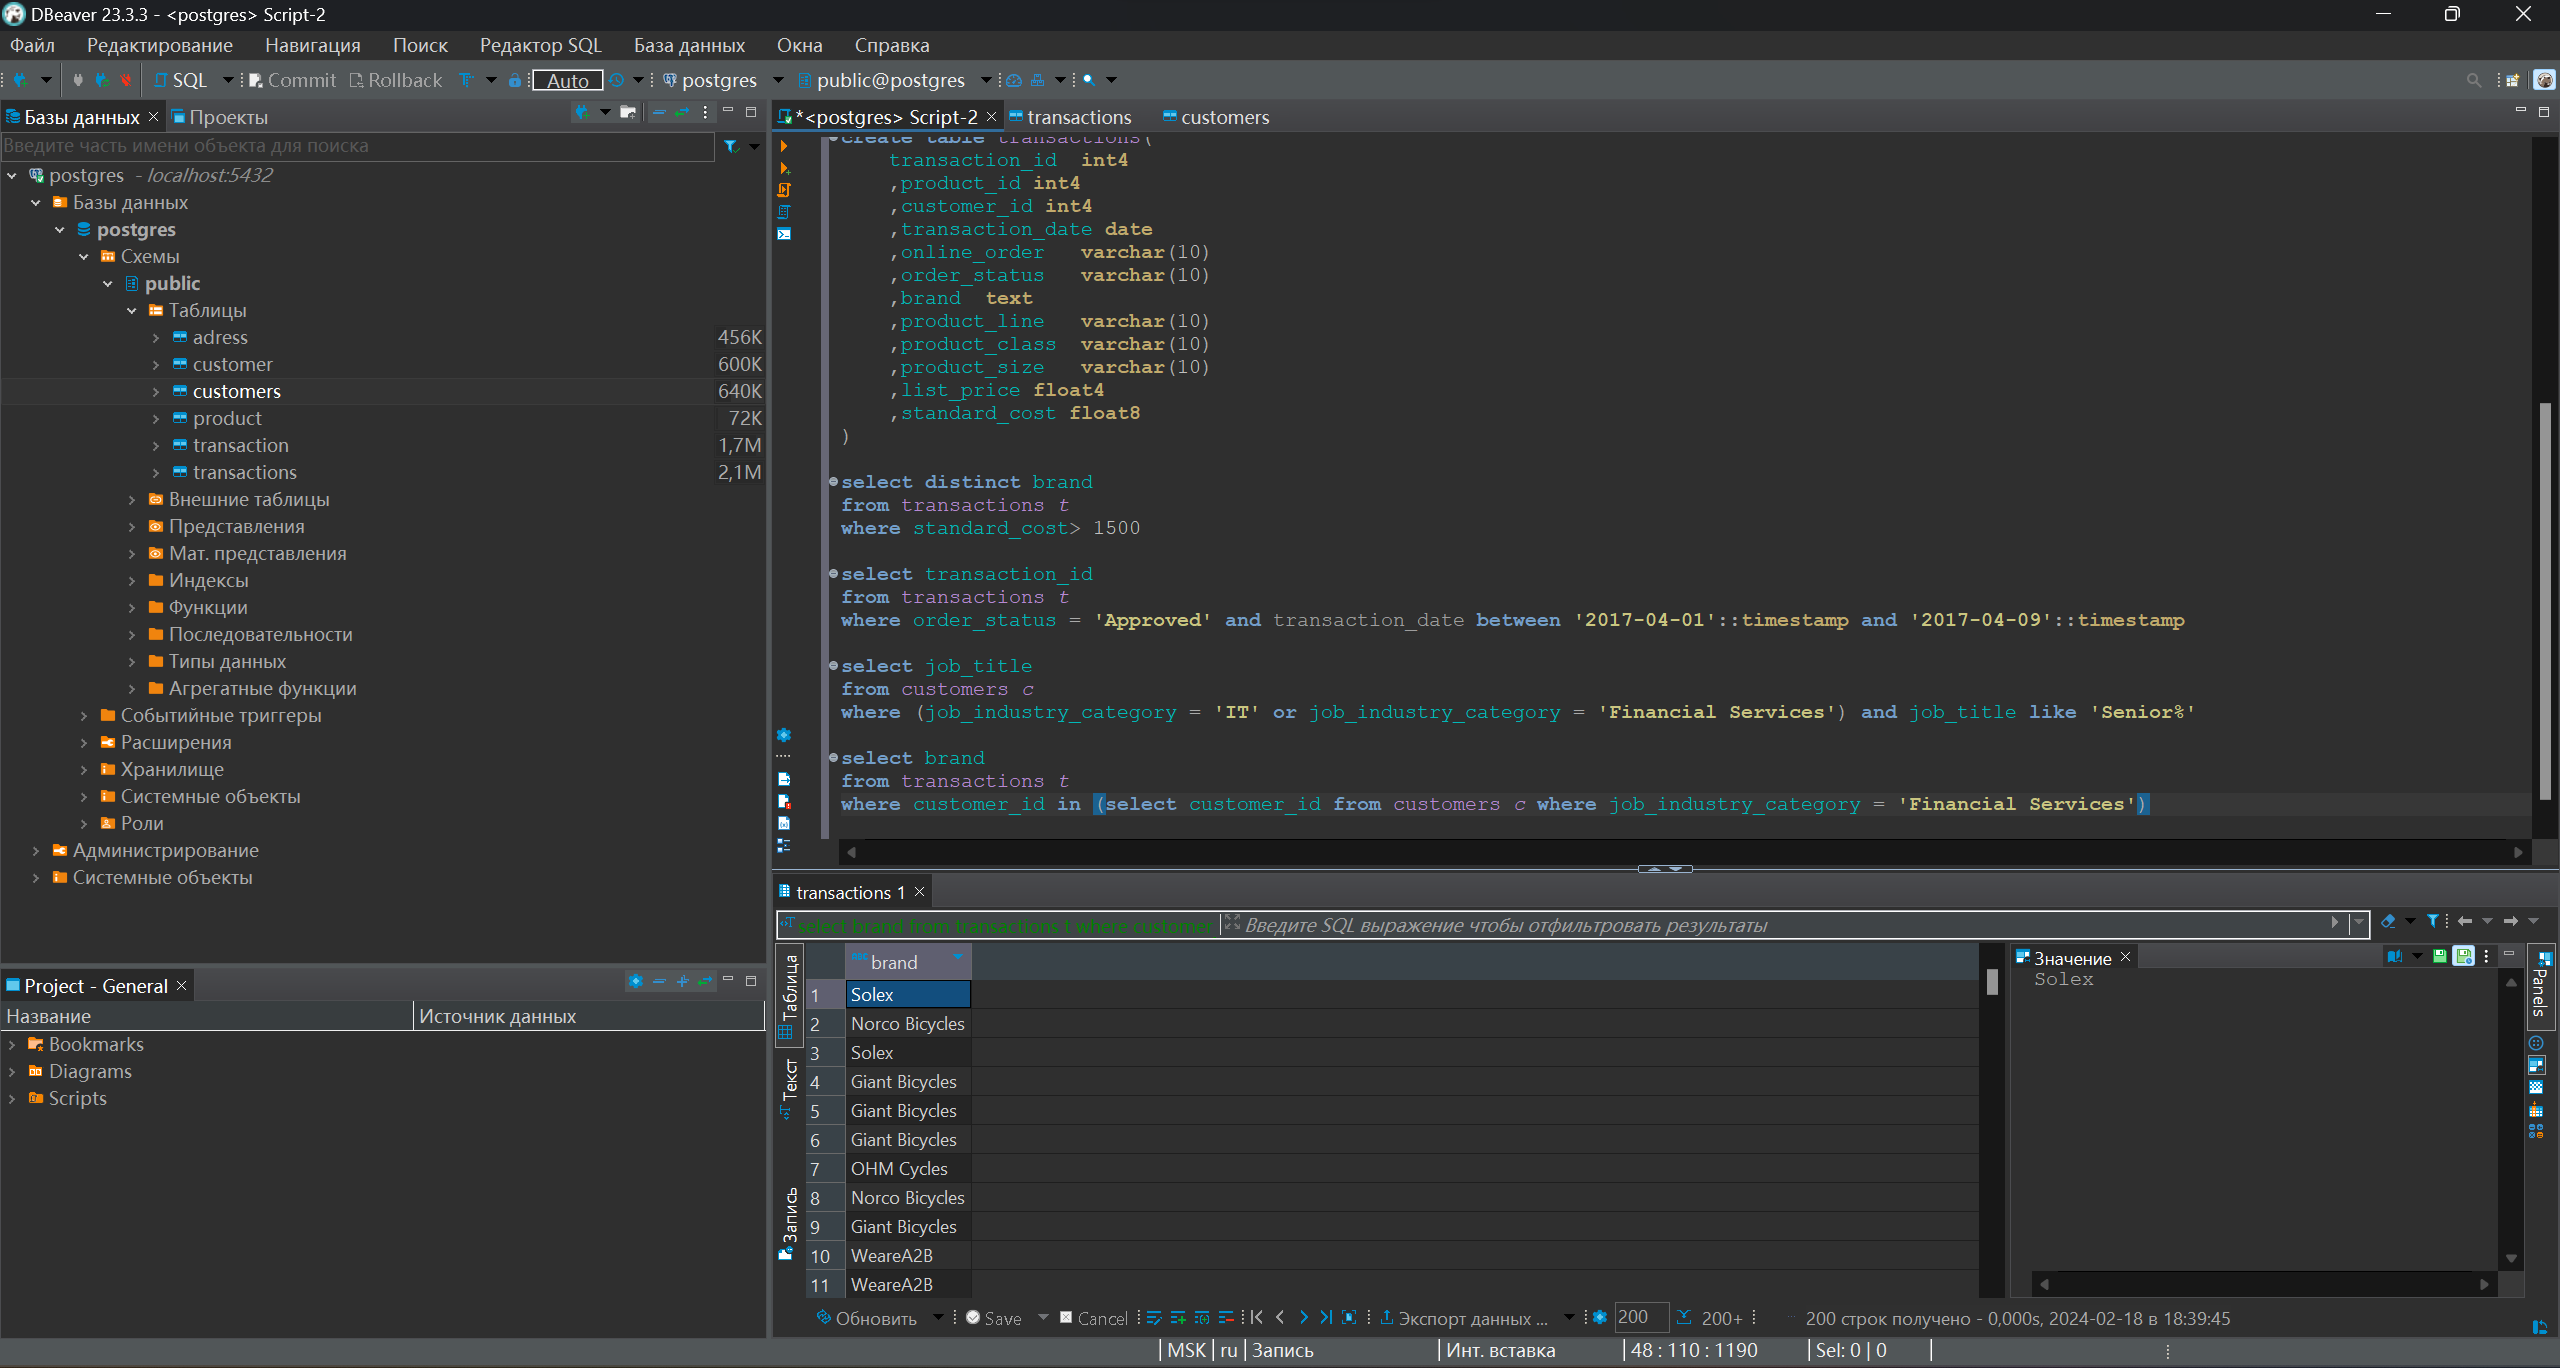 DBeaver 23.3.3 - <postgres> Script-2
Файл Редактирование Навигация Поиск Редактор SQL База данных Окна Справка
SQL Commit Rollback Auto postgres public@postgres
Базы данных Проекты
Введите часть имени объекта для поиска
postgres - localhost:5432
Базы данных
postgres
Схемы
public
Таблицы
adress 456K
customer 600K
customers 640K
product 72K
transaction 1,7M
transactions 2,1M
Внешние таблицы
Представления
Мат. представления
Индексы
Функции
Последовательности
Типы данных
Агрегатные функции
Событийные триггеры
Расширения
Хранилище
Системные объекты
Роли
Администрирование
Системные объекты
Project - General
Название Источник данных
Bookmarks
Diagrams
Scripts
*<postgres> Script-2 transactions customers
create table transactions(
transaction_id int4
,product_id int4
,customer_id int4
,transaction_date date
,online_order varchar(10)
,order_status varchar(10)
,brand text
,product_line varchar(10)
,product_class varchar(10)
,product_size varchar(10)
,list_price float4
,standard_cost float8
)
select distinct brand
from transactions t
where standard_cost> 1500
select transaction_id
from transactions t
where order_status = 'Approved' and transaction_date between '2017-04-01'::timestamp and '2017-04-09'::timestamp
select job_title
from customers c
where (job_industry_category = 'IT' or job_industry_category = 'Financial Services') and job_title like 'Senior%'
select brand
from transactions t
where customer_id in (select customer_id from customers c where job_industry_category = 'Financial Services')
transactions 1
select brand from transactions t where customer Введите SQL выражение чтобы отфильтровать результаты
Таблица
Текст
Запись
brand
1 Solex
2 Norco Bicycles
3 Solex
4 Giant Bicycles
5 Giant Bicycles
6 Giant Bicycles
7 OHM Cycles
8 Norco Bicycles
9 Giant Bicycles
10 WeareA2B
11 WeareA2B
Значение
Solex
Panels
Обновить Save Cancel Экспорт данных ... 200 200+ 200 строк получено - 0,000s, 2024-02-18 в 18:39:45
MSK ru Запись Инт. вставка 48 : 110 : 1190 Sel: 0 | 0